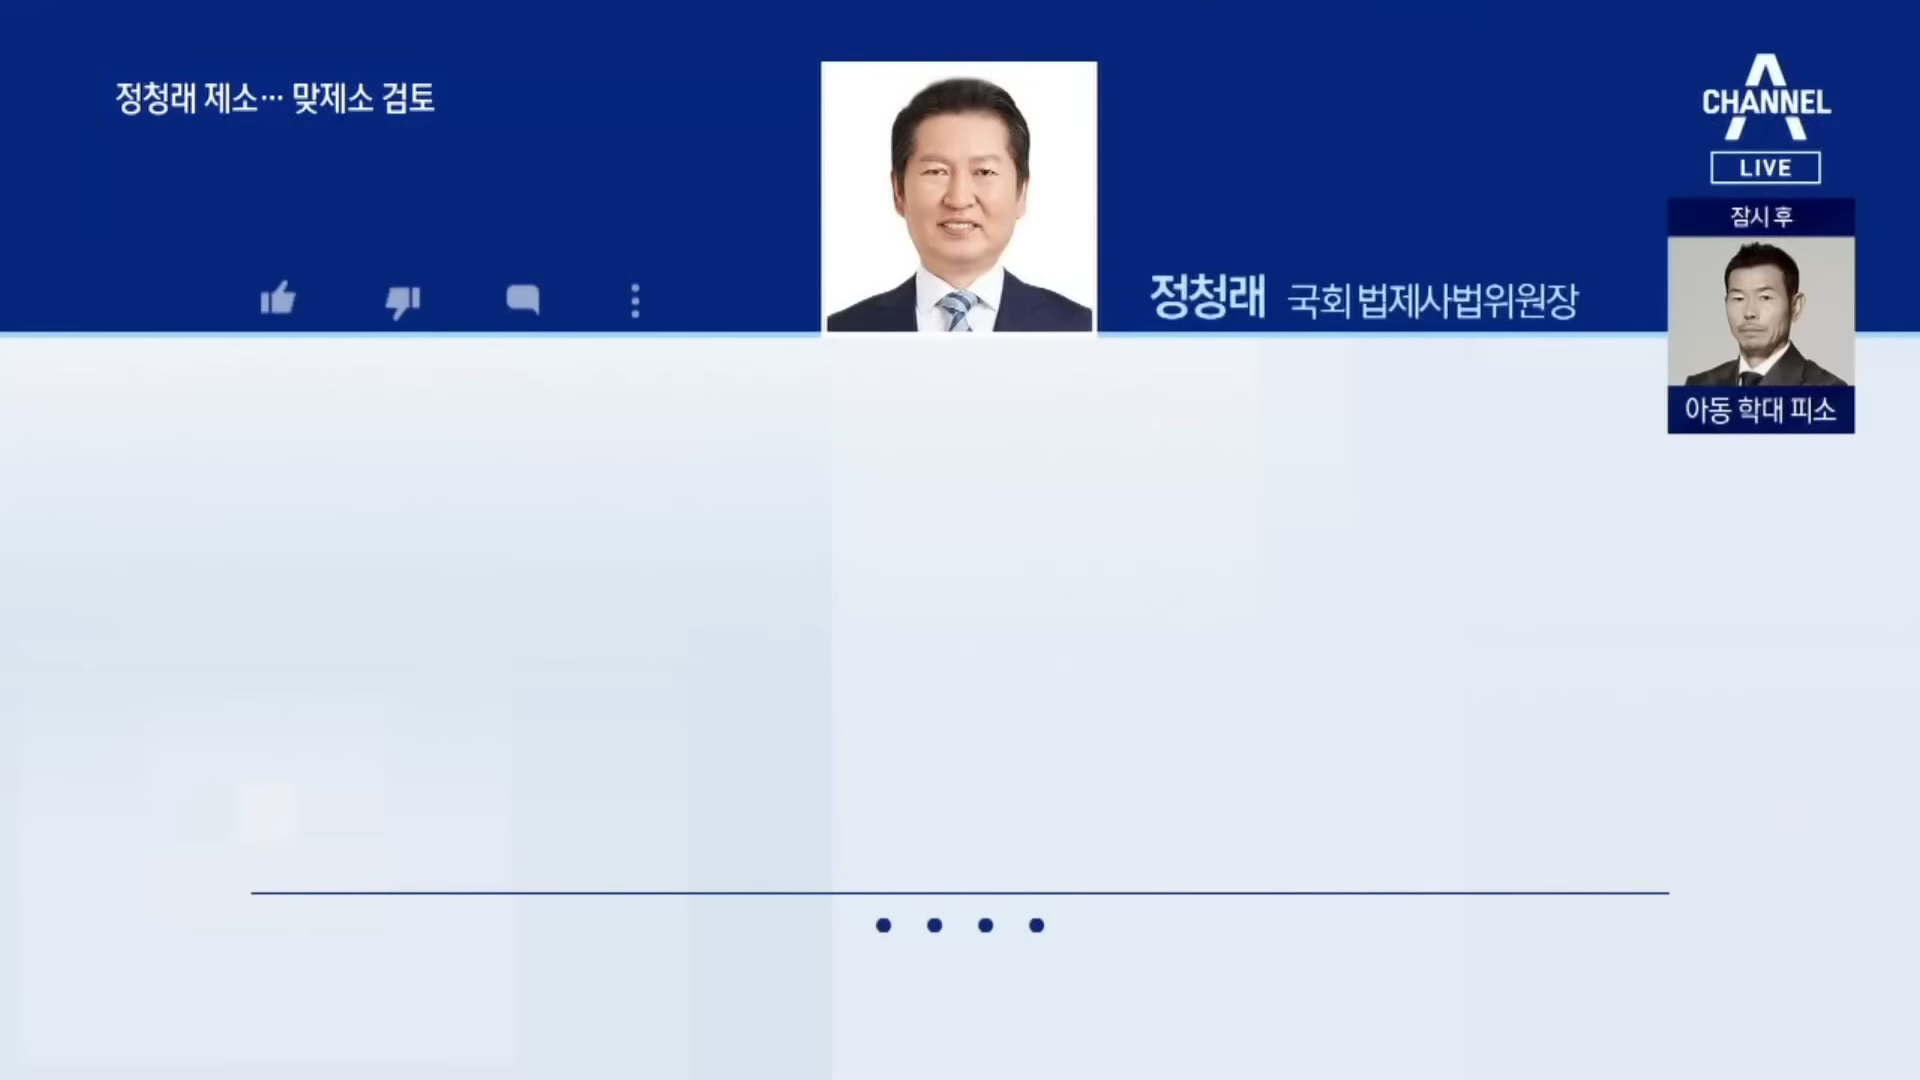 정청래 제소… 맞제소 검토
CHANNEL A
LIVE
잠시 후
정청래 국회 법제사법위원장
아동 학대 피소